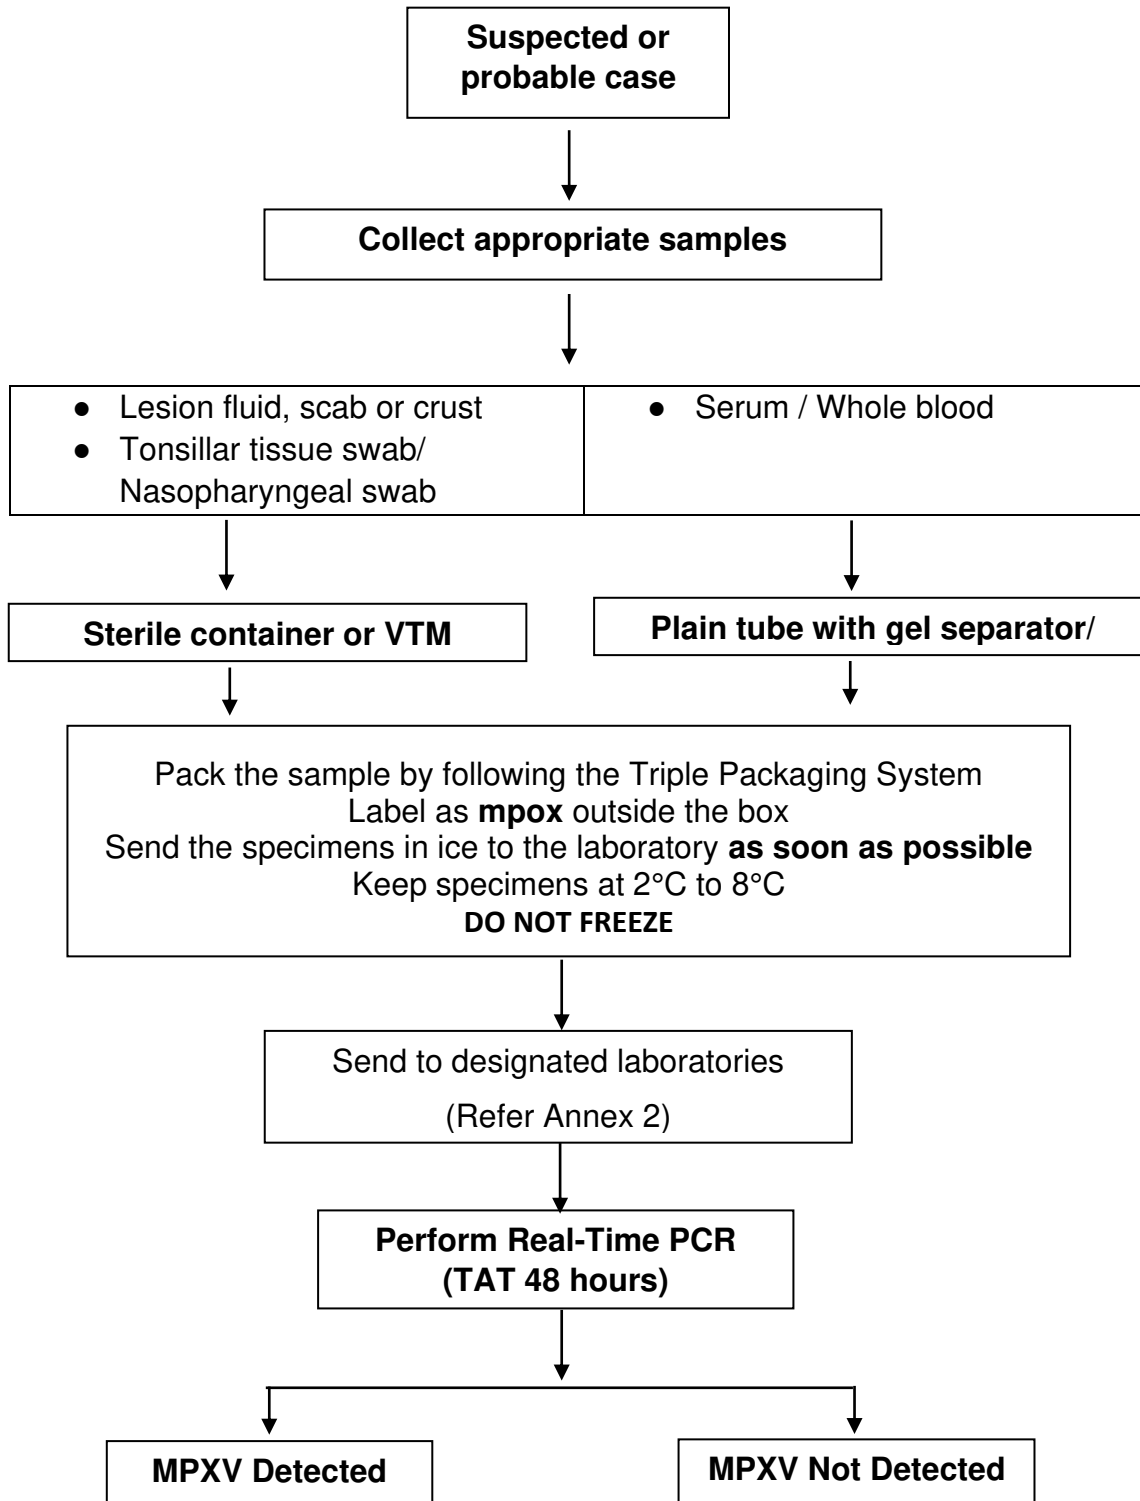 Suspected or
probable case
Collect appropriate samples
● Lesion fluid, scab or crust
● Tonsillar tissue swab/
Nasopharyngeal swab
● Serum / Whole blood
Sterile container or VTM
Plain tube with gel separator/
Pack the sample by following the Triple Packaging System
Label as mpox outside the box
Send the specimens in ice to the laboratory as soon as possible
Keep specimens at 2°C to 8°C
DO NOT FREEZE
Send to designated laboratories
(Refer Annex 2)
Perform Real-Time PCR
(TAT 48 hours)
MPXV Detected
MPXV Not Detected